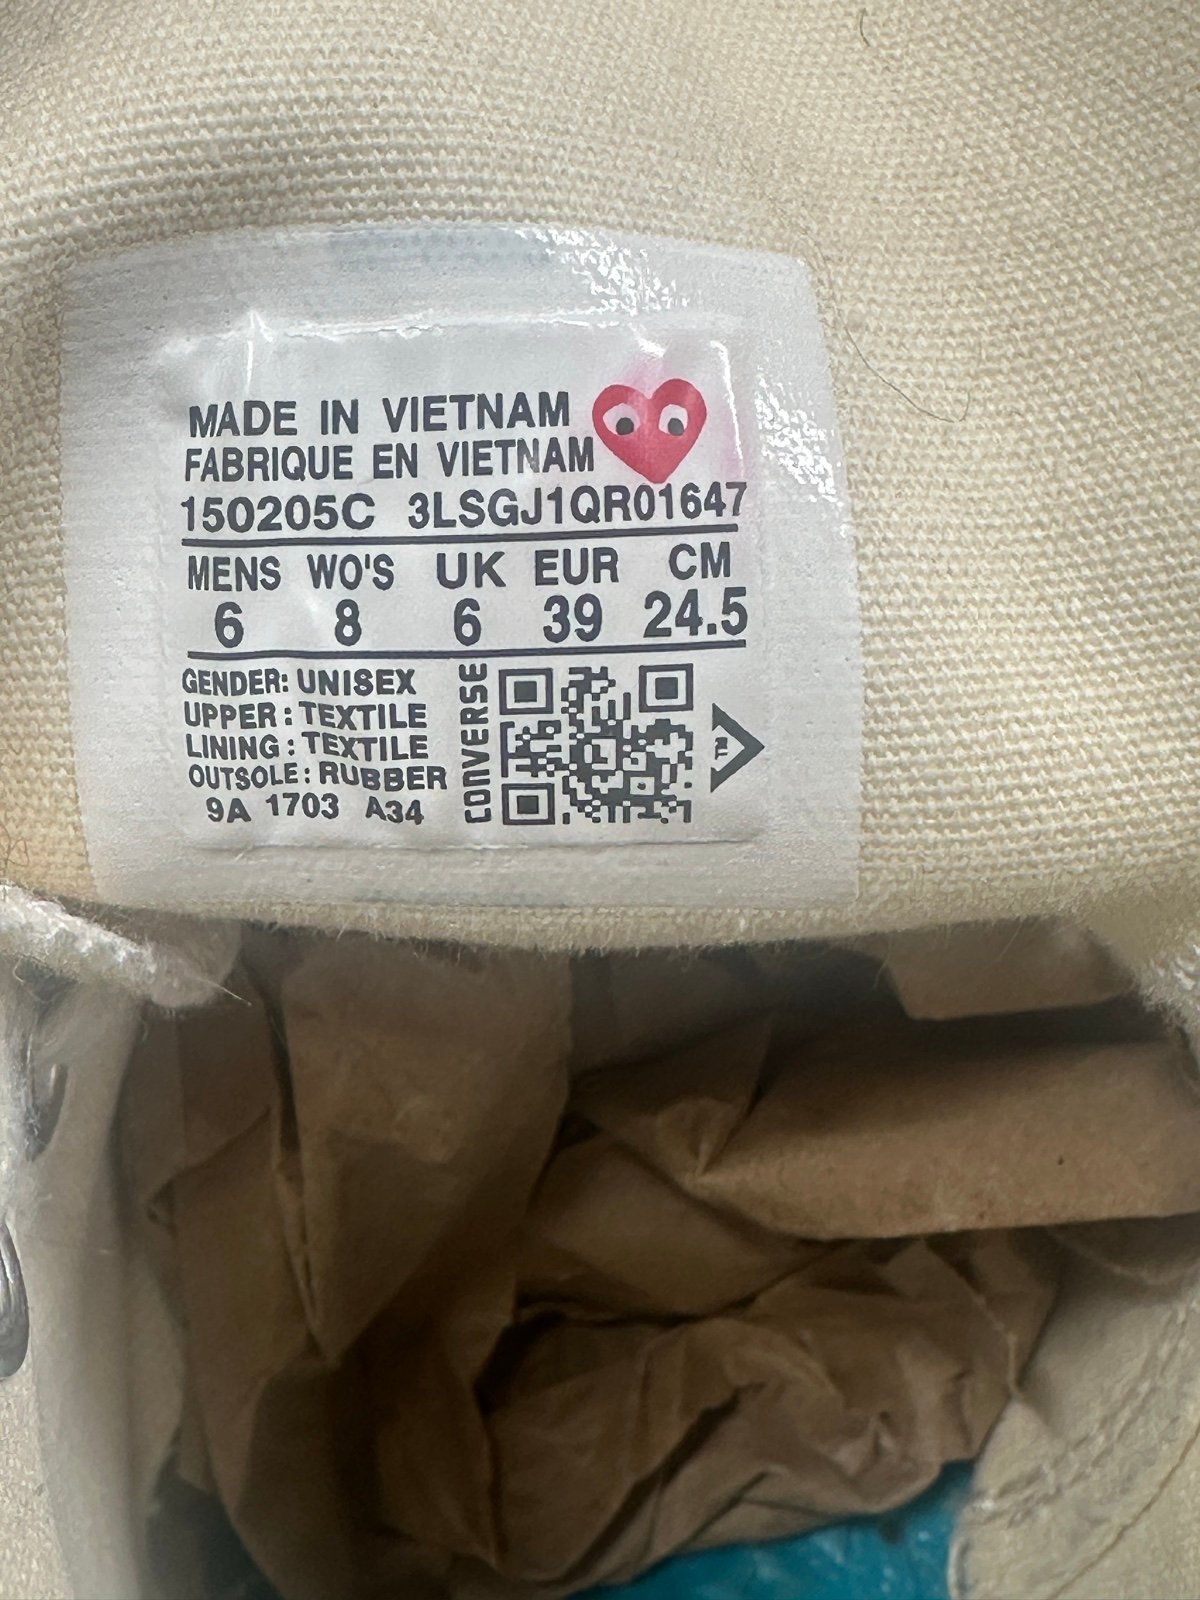 MADE IN VIETNAM
FABRIQUE EN VIETNAM
150205C 3LSGJ1QR01647
MENS WO'S UK EUR CM
6 8 6 39 24.5
GENDER: UNISEX
UPPER: TEXTILE
LINING: TEXTILE
OUTSOLE: RUBBER
9A 1703 A34
CONVERSE